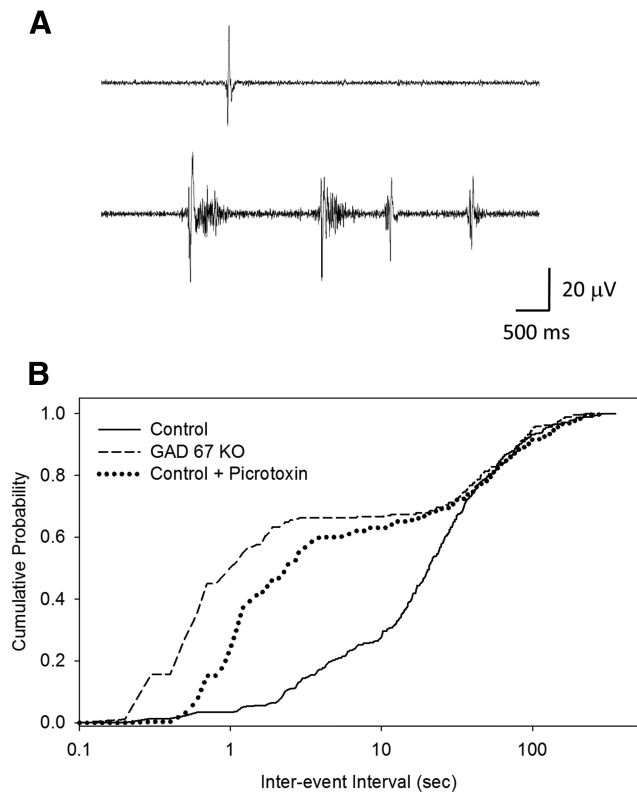 A
20 μV
500 ms
B
Control
GAD 67 KO
Control + Picrotoxin
Cumulative Probability
1.0
0.8
0.6
0.4
0.2
0.0
0.1 1 10 100
Inter-event Interval (sec)